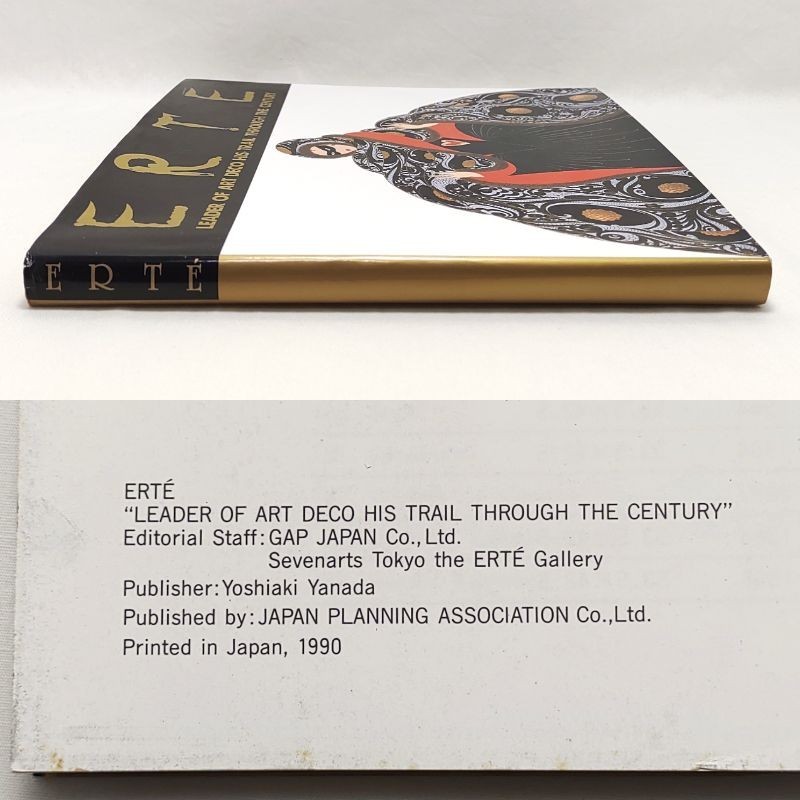 ERTE
LEADER OF ART DECO HIS TRAIL THROUGH THE CENTURY
ERTÉ
ERTÉ
“LEADER OF ART DECO HIS TRAIL THROUGH THE CENTURY”
Editorial Staff:GAP JAPAN Co.,Ltd.
Sevenarts Tokyo the ERTÉ Gallery
Publisher:Yoshiaki Yanada
Published by:JAPAN PLANNING ASSOCIATION Co.,Ltd.
Printed in Japan, 1990